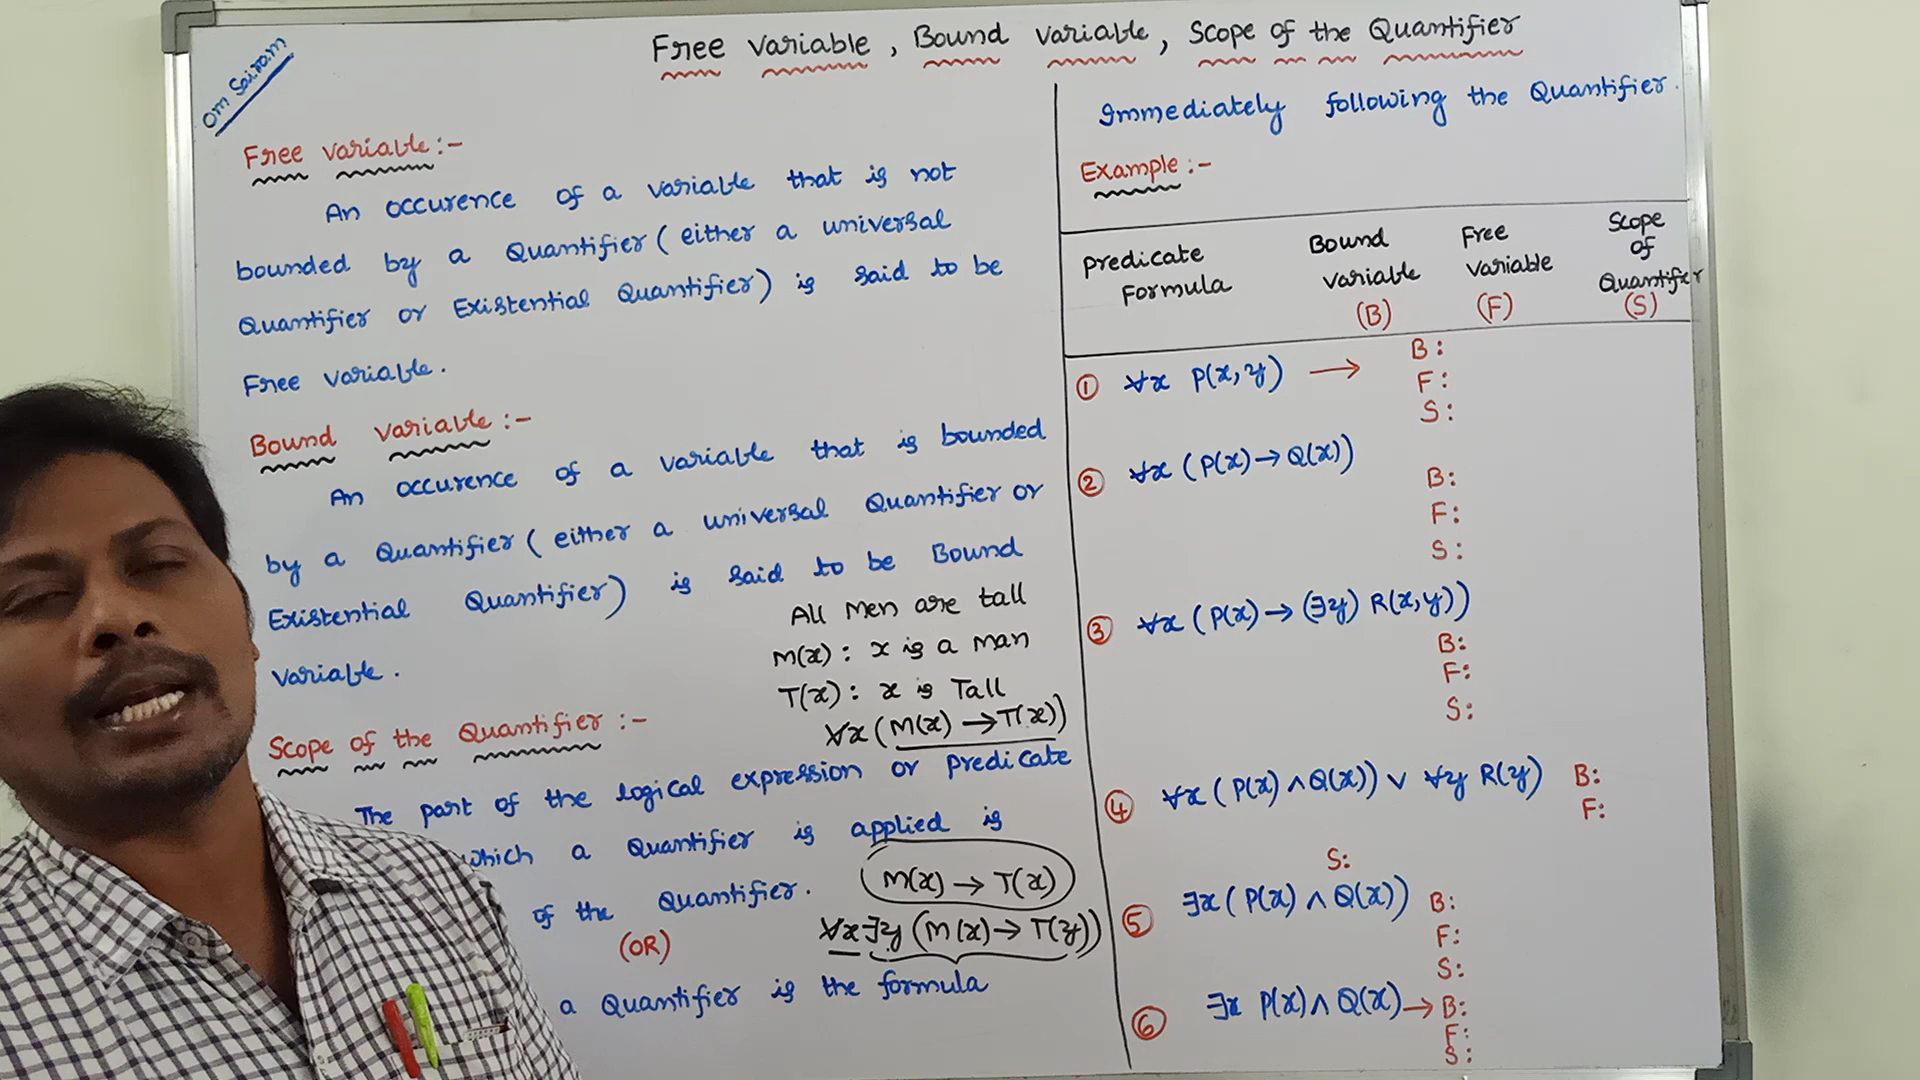 Om Sairam
Free Variable, Bound Variable, Scope of the Quantifier
Free Variable:-
An occurence of a variable that is not
bounded by a Quantifier (either a universal
Quantifier or Existential Quantifier) is said to be
Free variable.
Bound Variable:-
An occurence of a variable that is bounded
by a Quantifier (either a universal Quantifier or
Existential Quantifier) is said to be Bound
variable.
All Men are tall
M(x): x is a man
T(x): x is Tall
∀x (M(x) → T(x))
Scope of the Quantifier:-
The part of the logical expression or predicate
which a Quantifier is applied is
of the Quantifier.
M(x) → T(x)
(OR)
∀x ∃y (M(x) → T(y))
a Quantifier is the formula
Immediately following the Quantifier.
Example:-
Predicate Formula
Bound Variable (B)
Free Variable (F)
Scope of Quantifier (S)
① ∀x P(x,y) →
B:
F:
S:
② ∀x (P(x) → Q(x))
B:
F:
S:
③ ∀x (P(x) → (∃y) R(x,y))
B:
F:
S:
④ ∀x (P(x) ∧ Q(x)) ∨ ∀y R(y) B:
F:
S:
⑤ ∃x (P(x) ∧ Q(x)) B:
F:
S:
⑥ ∃x P(x) ∧ Q(x) → B:
F:
S: